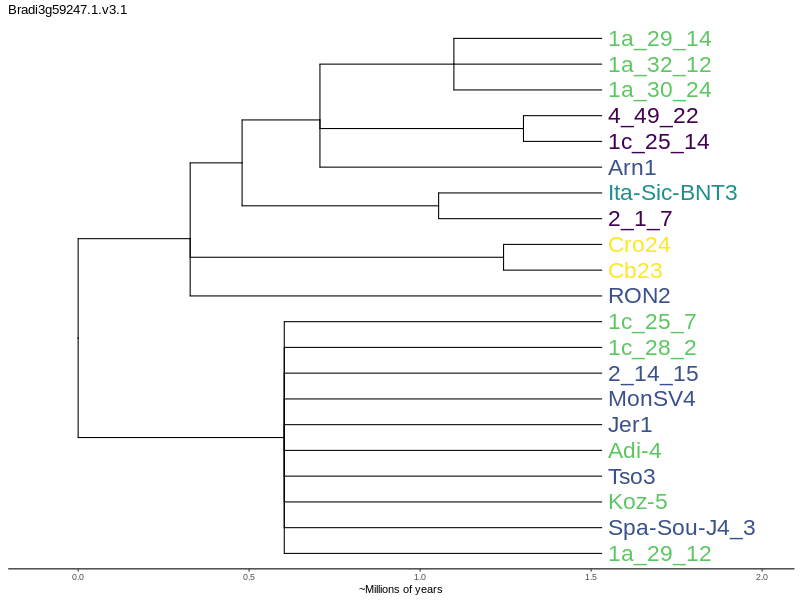 Bradi3g59247.1.v3.1
1a_29_14
1a_32_12
1a_30_24
4_49_22
1c_25_14
Arn1
Ita-Sic-BNT3
2_1_7
Cro24
Cb23
RON2
1c_25_7
1c_28_2
2_14_15
MonSV4
Jer1
Adi-4
Tso3
Koz-5
Spa-Sou-J4_3
1a_29_12
0.0 0.5 1.0 1.5 2.0
~Millions of years